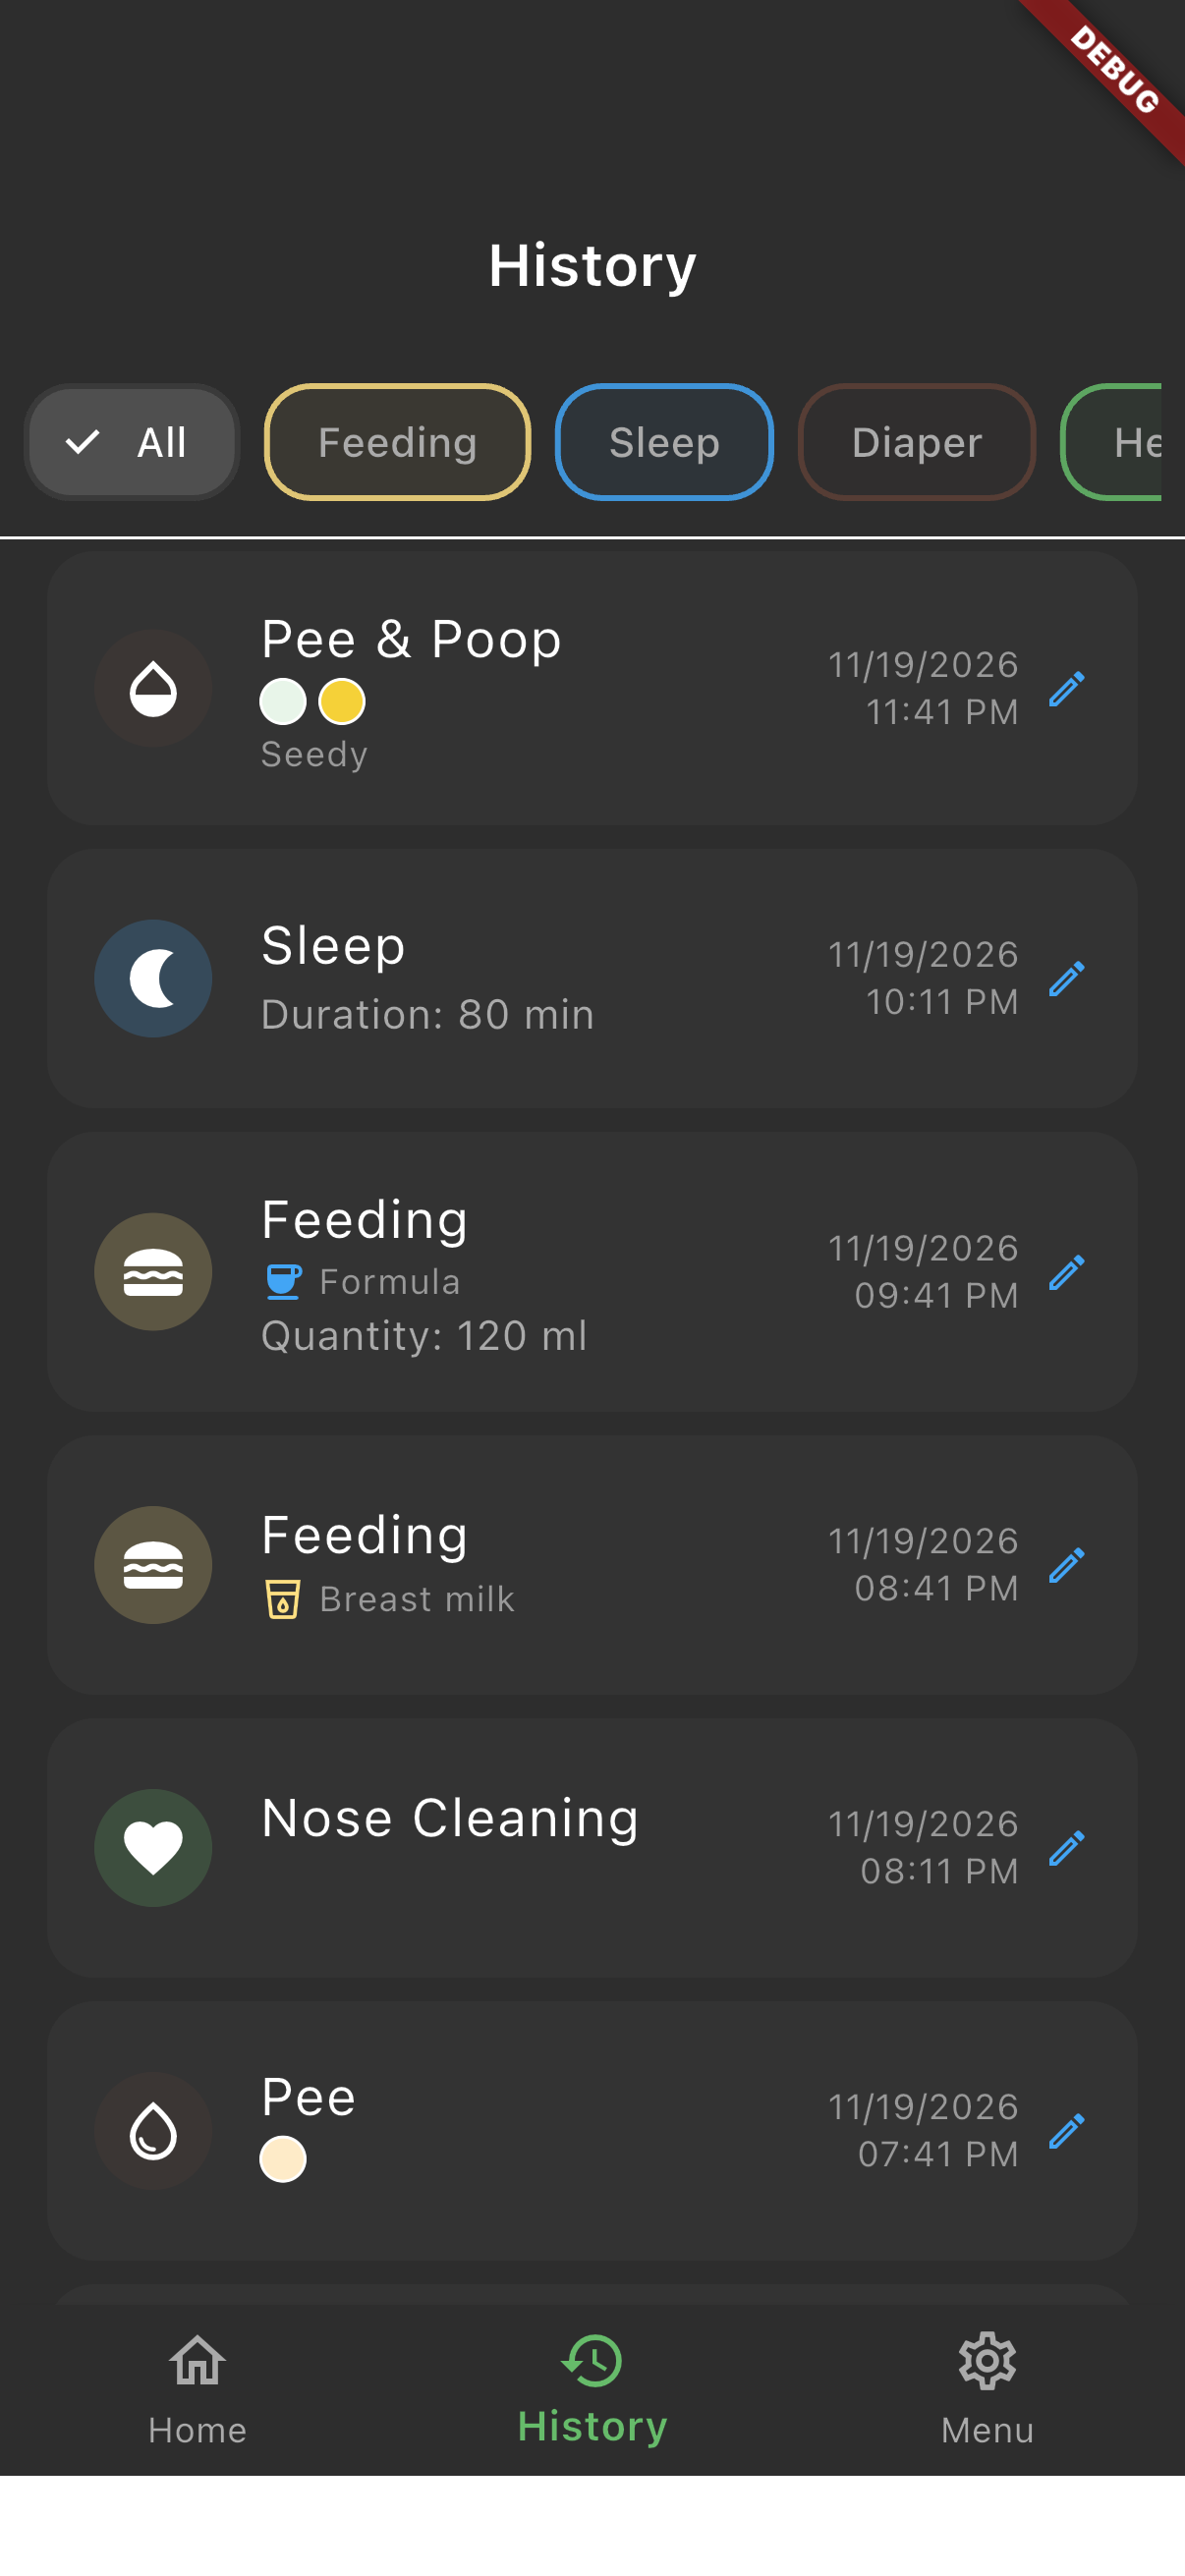 DEBUG
History
All
Feeding
Sleep
Diaper
He
Pee & Poop
Seedy
11/19/2026
11:41 PM
Sleep
Duration: 80 min
11/19/2026
10:11 PM
Feeding
Formula
Quantity: 120 ml
11/19/2026
09:41 PM
Feeding
Breast milk
11/19/2026
08:41 PM
Nose Cleaning
11/19/2026
08:11 PM
Pee
11/19/2026
07:41 PM
Home
History
Menu